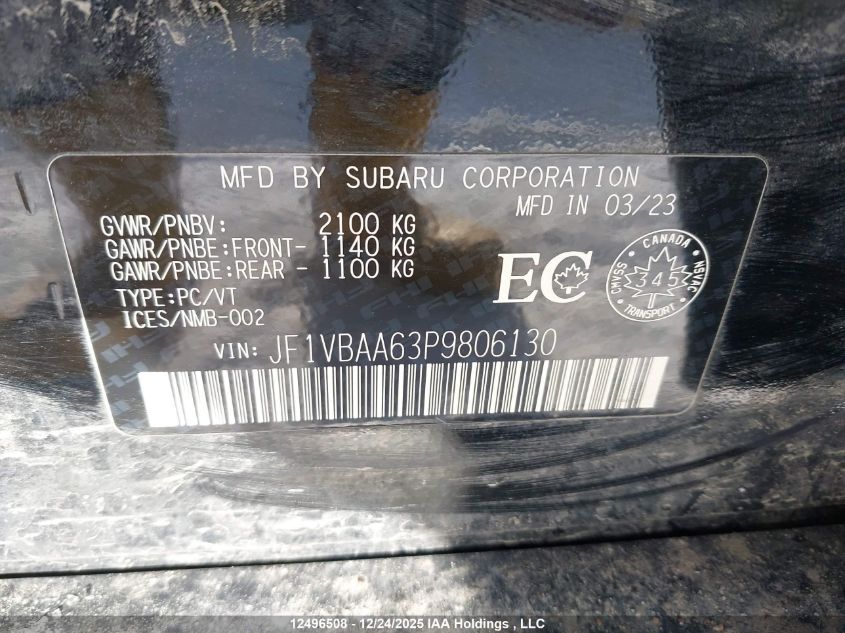 MFD BY SUBARU CORPORATION
MFD IN 03/23
GVWR/PNBV: 2100 KG
GAWR/PNBE:FRONT- 1140 KG
GAWR/PNBE:REAR - 1100 KG
TYPE:PC/VT
ICES/NMB-002
EC
CANADA
CMVSS 345 NSVAC
TRANSPORT
VIN: JF1VBAA63P9806130
12496508 - 12/24/2025 IAA Holdings, LLC